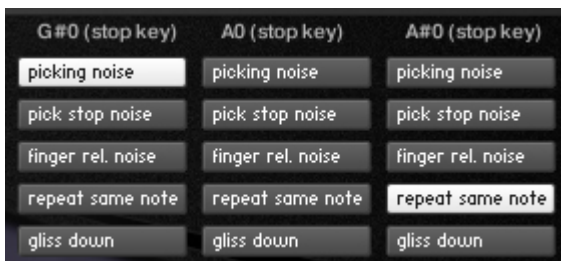 G#0 (stop key) A0 (stop key) A#0 (stop key)
picking noise picking noise picking noise
pick stop noise pick stop noise pick stop noise
finger rel. noise finger rel. noise finger rel. noise
repeat same note repeat same note repeat same note
gliss down gliss down gliss down